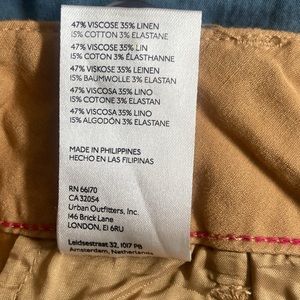 47% VISCOSE 35% LINEN
15% COTTON 3% ELASTANE
47% VISCOSE 35% LIN
15% COTON 3% ÉLASTHANNE
47% VISKOSE 35% LEINEN
15% BAUMWOLLE 3% ELASTAN
47% VISCOSA 35% LINO
15% COTONE 3% ELASTAN
47% VISCOSA 35% LINO
15% ALGODÓN 3% ELASTANE
MADE IN PHILIPPINES
HECHO EN LAS FILIPINAS
RN 66170
CA 32054
Urban Outfitters, Inc.
146 Brick Lane
LONDON, E1 6RU
Leidsestraat 32, 1017 PB
Amsterdam, Netherlands